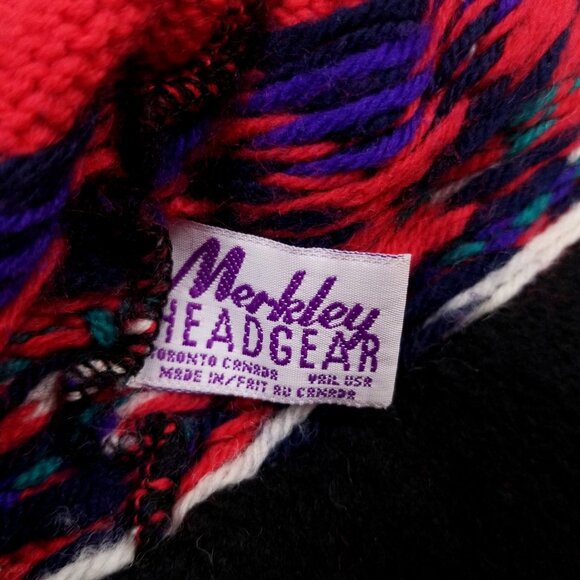 Merkley
HEADGEAR
TORONTO CANADA VAIL USA
MADE IN/FAIT AU CANADA